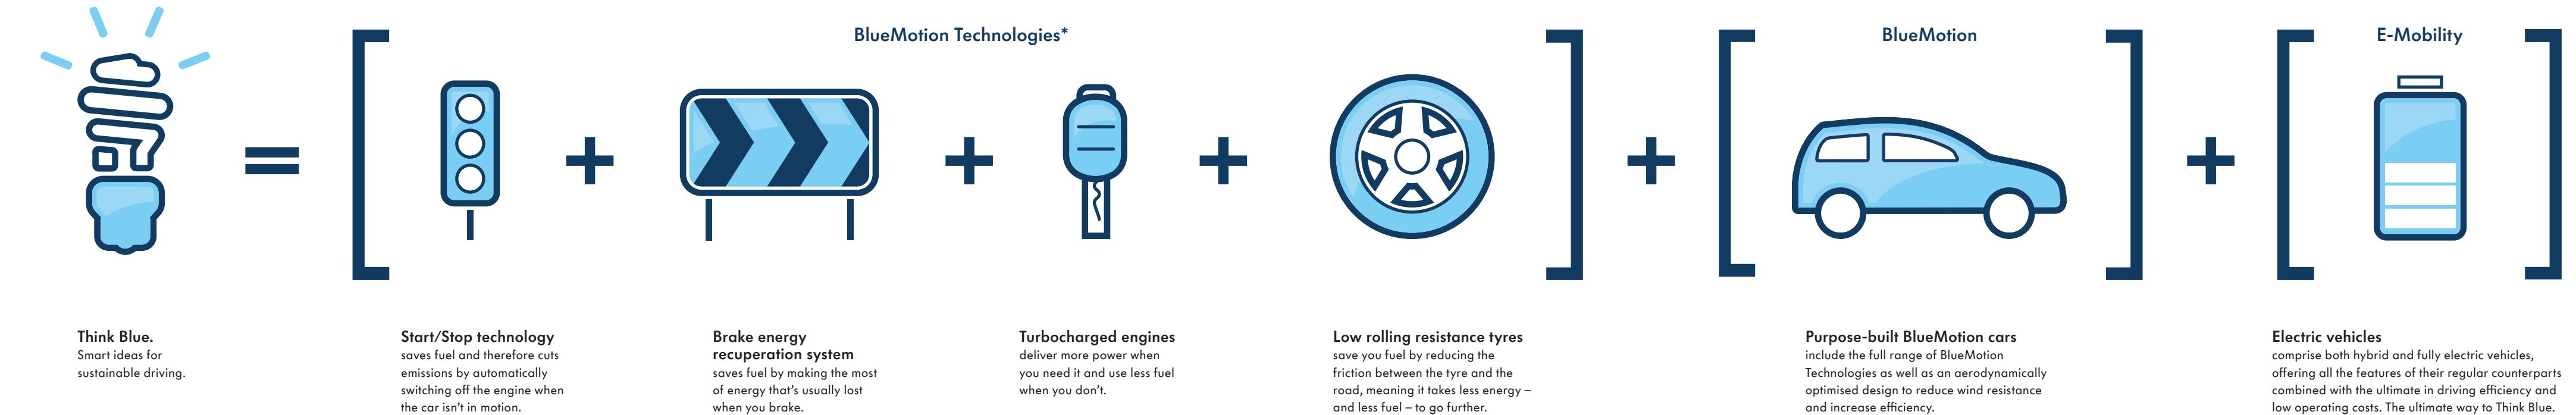 BlueMotion Technologies*
BlueMotion
E-Mobility
Think Blue.
Smart ideas for
sustainable driving.
Start/Stop technology
saves fuel and therefore cuts
emissions by automatically
switching off the engine when
the car isn't in motion.
Brake energy
recuperation system
saves fuel by making the most
of energy that's usually lost
when you brake.
Turbocharged engines
deliver more power when
you need it and use less fuel
when you don't.
Low rolling resistance tyres
save you fuel by reducing the
friction between the tyre and the
road, meaning it takes less energy –
and less fuel – to go further.
Purpose-built BlueMotion cars
include the full range of BlueMotion
Technologies as well as an aerodynamically
optimised design to reduce wind resistance
and increase efficiency.
Electric vehicles
comprise both hybrid and fully electric vehicles,
offering all the features of their regular counterparts
combined with the ultimate in driving efficiency and
low operating costs. The ultimate way to Think Blue.